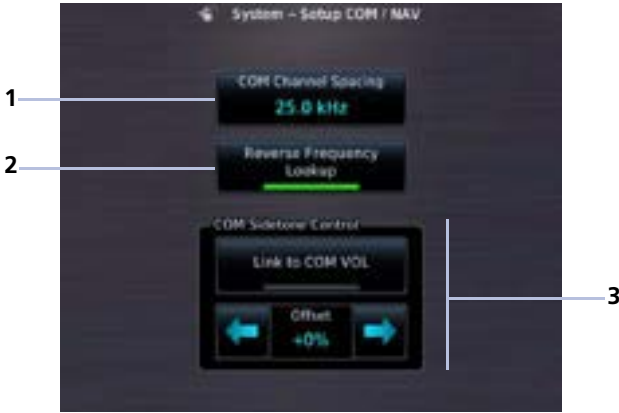 System – Setup COM / NAV
1
COM Channel Spacing
25.0 kHz
2
Reverse Frequency
Lookup
COM Sidetone Control
Link to COM VOL
3
Offset
+0%